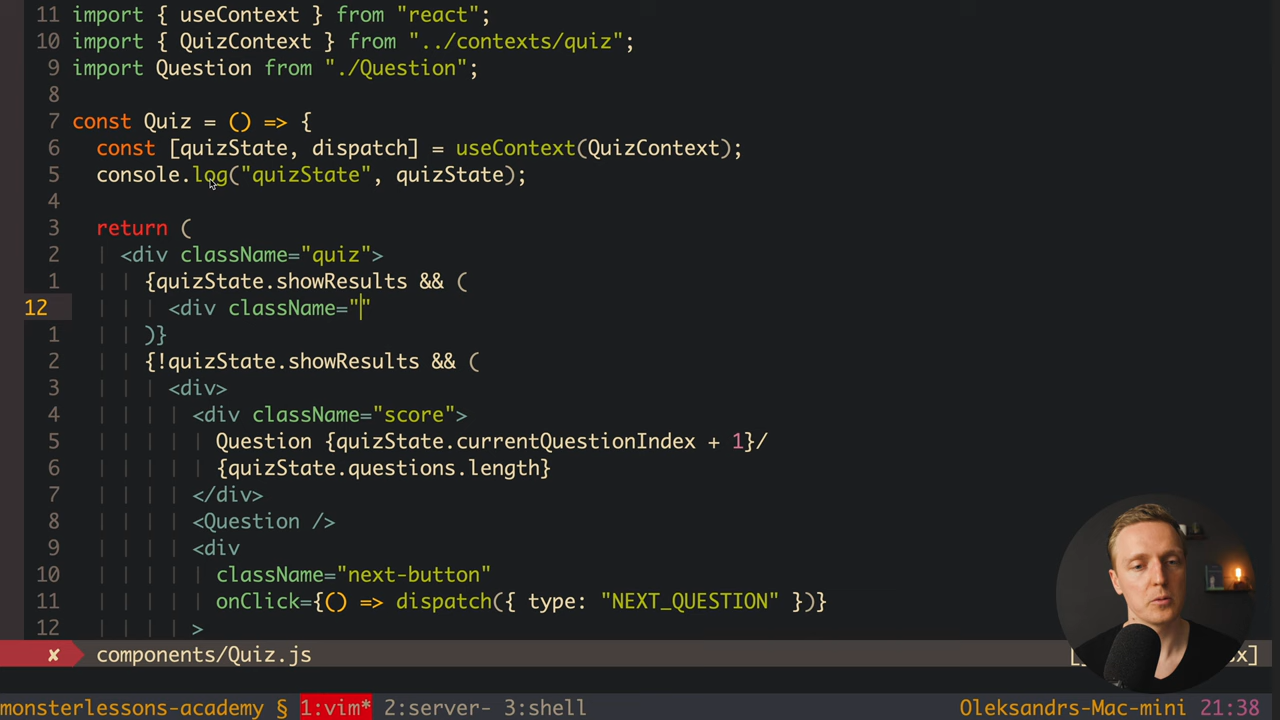 11 import { useContext } from "react";
10 import { QuizContext } from "../contexts/quiz";
9 import Question from "./Question";
8
7 const Quiz = () => {
6 const [quizState, dispatch] = useContext(QuizContext);
5 console.log("quizState", quizState);
4
3 return (
2 <div className="quiz">
1 {quizState.showResults && (
12 <div className=""
1 )}
2 {!quizState.showResults && (
3 <div>
4 <div className="score">
5 Question {quizState.currentQuestionIndex + 1}/
6 {quizState.questions.length}
7 </div>
8 <Question />
9 <div
10 className="next-button"
11 onClick={() => dispatch({ type: "NEXT_QUESTION" })}
12 >
✘ components/Quiz.js
monsterlessons-academy § 1:vim* 2:server- 3:shell Oleksandrs-Mac-mini 21:38